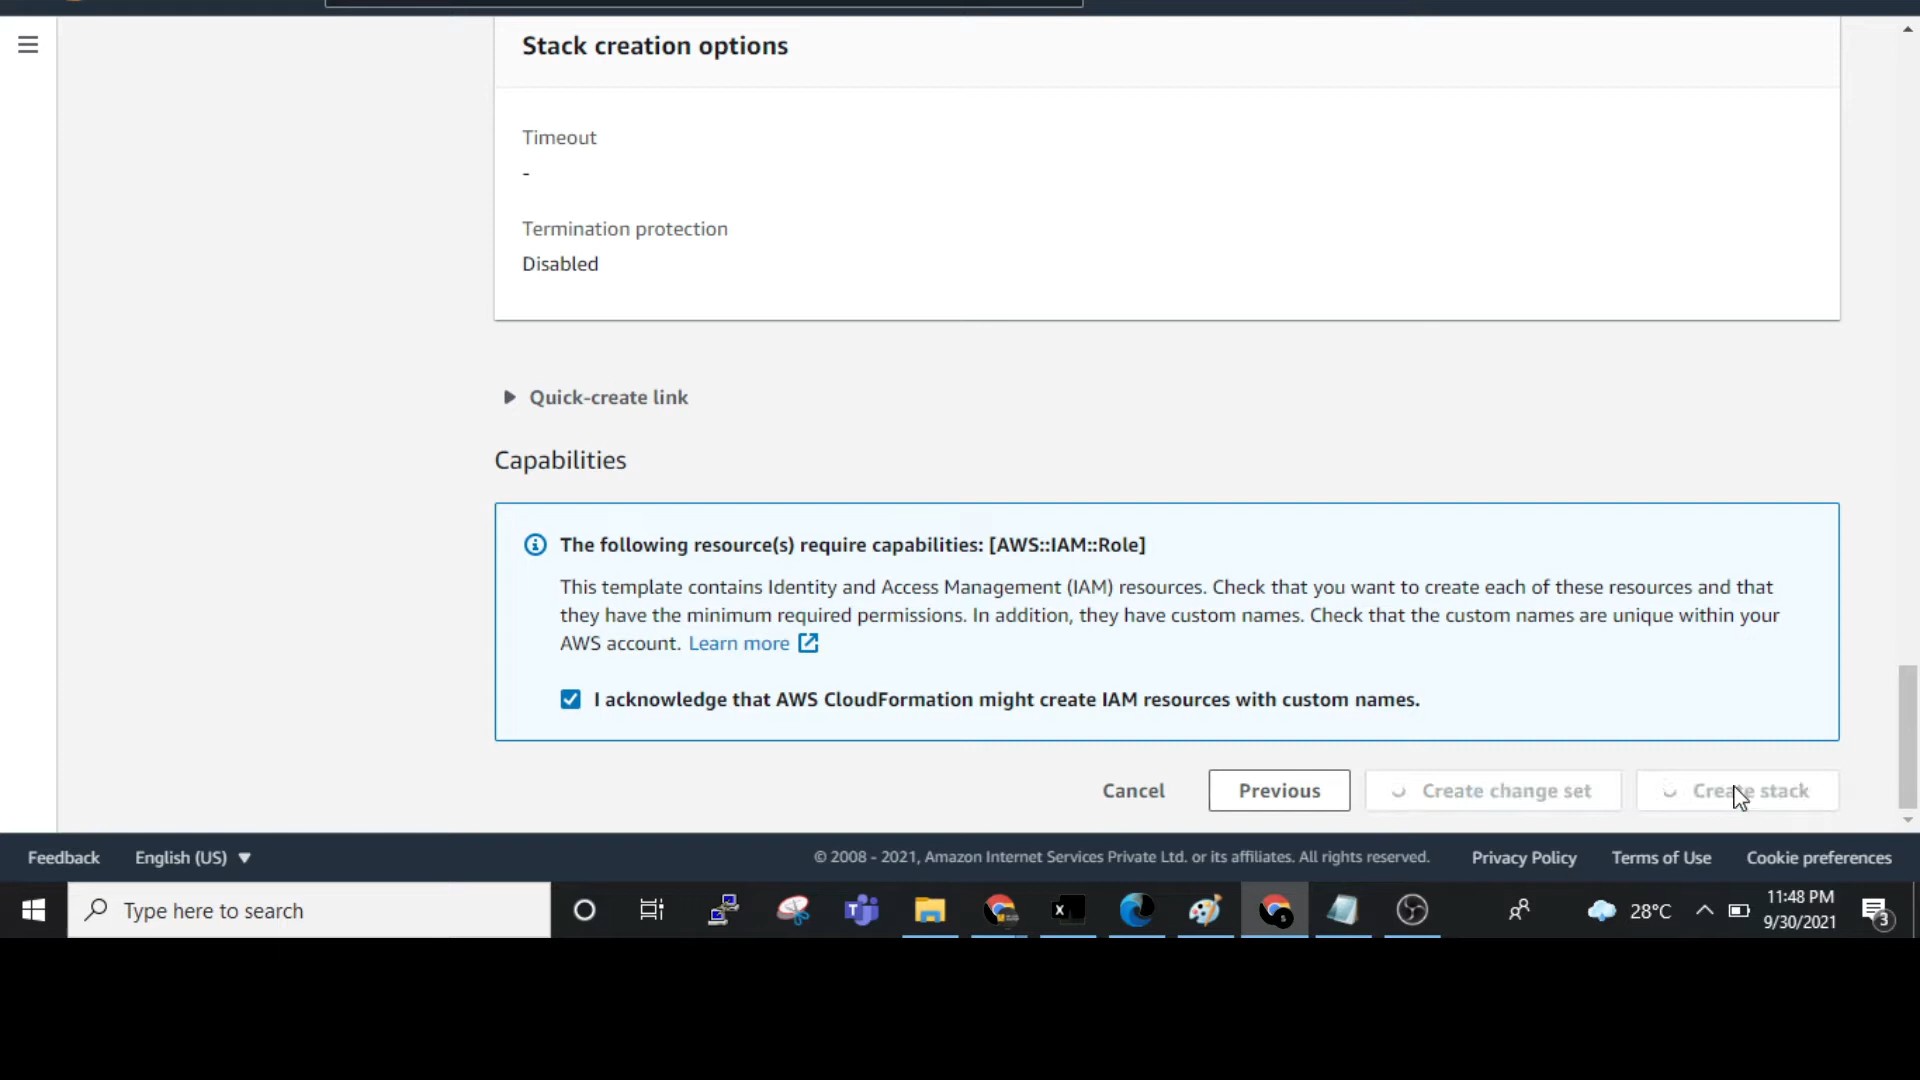 Stack creation options
Timeout
-
Termination protection
Disabled
Quick-create link
Capabilities
The following resource(s) require capabilities: [AWS::IAM::Role]
This template contains Identity and Access Management (IAM) resources. Check that you want to create each of these resources and that
they have the minimum required permissions. In addition, they have custom names. Check that the custom names are unique within your
AWS account. Learn more
I acknowledge that AWS CloudFormation might create IAM resources with custom names.
Cancel Previous Create change set Create stack
Feedback English (US) © 2008 - 2021, Amazon Internet Services Private Ltd. or its affiliates. All rights reserved. Privacy Policy Terms of Use Cookie preferences
Type here to search 28°C 11:48 PM
9/30/2021 3